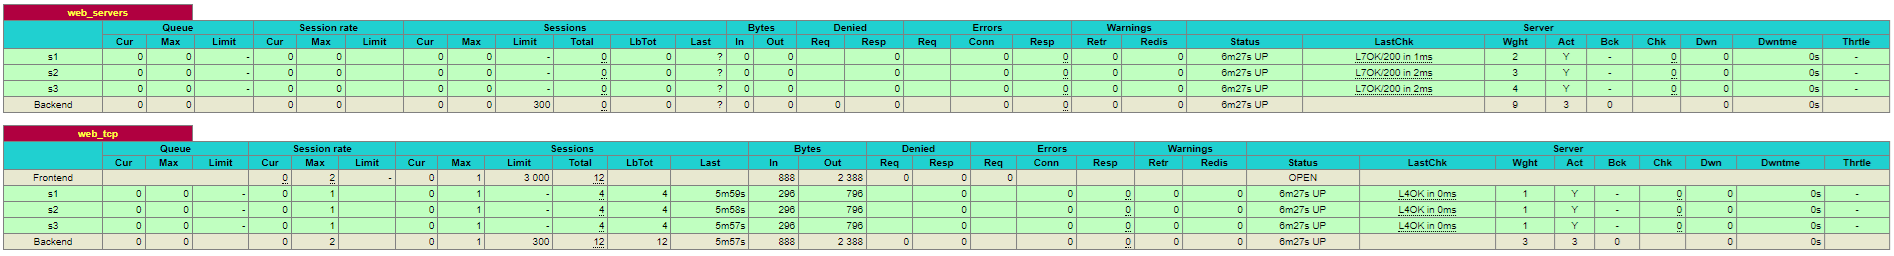 web_servers
Queue Session rate Sessions Bytes Denied Errors Warnings Server
Cur Max Limit Cur Max Limit Cur Max Limit Total LbTot Last In Out Req Resp Req Conn Resp Retr Redis Status LastChk Wght Act Bck Chk Dwn Dwntme Thrtle
s1 0 0 - 0 0 0 0 - 0 0 ? 0 0 0 0 0 0 0 6m27s UP L7OK/200 in 1ms 2 Y - 0 0 0s -
s2 0 0 - 0 0 0 0 - 0 0 ? 0 0 0 0 0 0 0 6m27s UP L7OK/200 in 2ms 3 Y - 0 0 0s -
s3 0 0 - 0 0 0 0 - 0 0 ? 0 0 0 0 0 0 0 6m27s UP L7OK/200 in 2ms 4 Y - 0 0 0s -
Backend 0 0 0 0 0 0 300 0 0 ? 0 0 0 0 0 0 0 0 6m27s UP 9 3 0 0 0s
web_tcp
Queue Session rate Sessions Bytes Denied Errors Warnings Server
Cur Max Limit Cur Max Limit Cur Max Limit Total LbTot Last In Out Req Resp Req Conn Resp Retr Redis Status LastChk Wght Act Bck Chk Dwn Dwntme Thrtle
Frontend 0 2 - 0 1 3 000 12 888 2 388 0 0 0 OPEN
s1 0 0 - 0 1 0 1 - 4 4 5m59s 296 796 0 0 0 0 0 6m27s UP L4OK in 0ms 1 Y - 0 0 0s -
s2 0 0 - 0 1 0 1 - 4 4 5m58s 296 796 0 0 0 0 0 6m27s UP L4OK in 0ms 1 Y - 0 0 0s -
s3 0 0 - 0 1 0 1 - 4 4 5m57s 296 796 0 0 0 0 0 6m27s UP L4OK in 0ms 1 Y - 0 0 0s -
Backend 0 0 0 2 0 1 300 12 12 5m57s 888 2 388 0 0 0 0 0 0 6m27s UP 3 3 0 0 0s